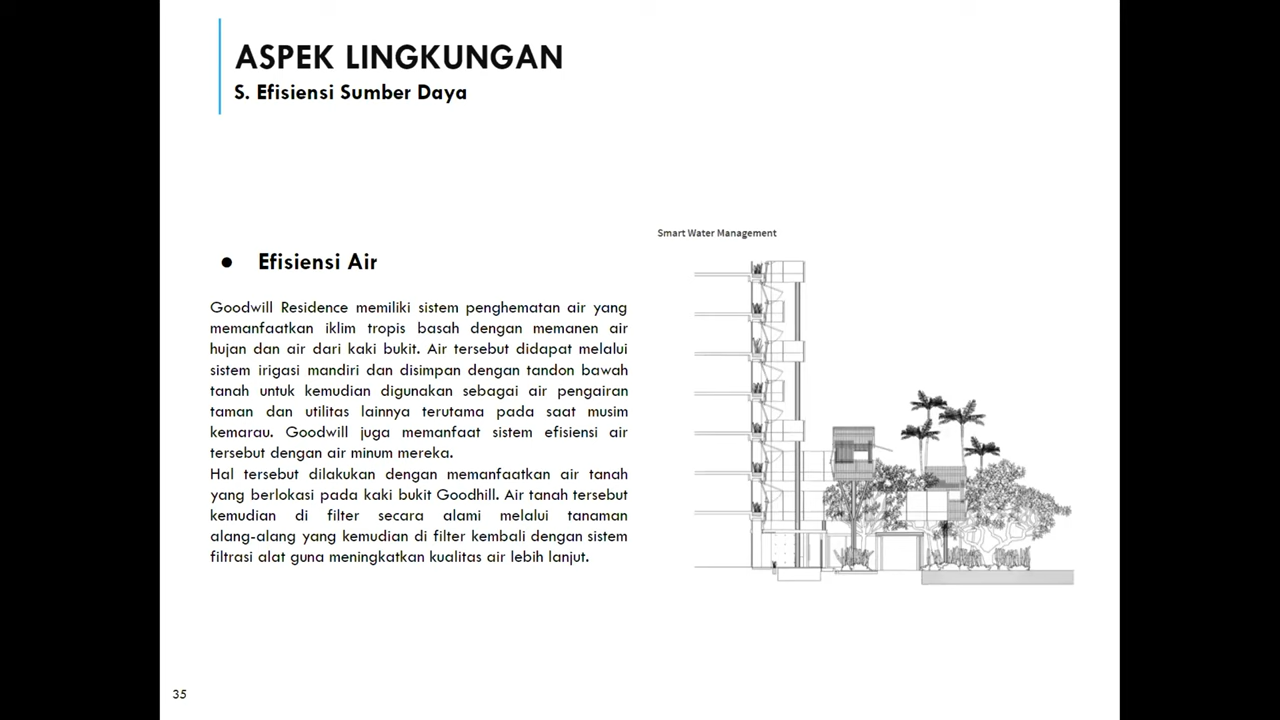 ASPEK LINGKUNGAN
S. Efisiensi Sumber Daya
Smart Water Management
● Efisiensi Air
Goodwill Residence memiliki sistem penghematan air yang
memanfaatkan iklim tropis basah dengan memanen air
hujan dan air dari kaki bukit. Air tersebut didapat melalui
sistem irigasi mandiri dan disimpan dengan tandon bawah
tanah untuk kemudian digunakan sebagai air pengairan
taman dan utilitas lainnya terutama pada saat musim
kemarau. Goodwill juga memanfaat sistem efisiensi air
tersebut dengan air minum mereka.
Hal tersebut dilakukan dengan memanfaatkan air tanah
yang berlokasi pada kaki bukit Goodhill. Air tanah tersebut
kemudian di filter secara alami melalui tanaman
alang-alang yang kemudian di filter kembali dengan sistem
filtrasi alat guna meningkatkan kualitas air lebih lanjut.
35